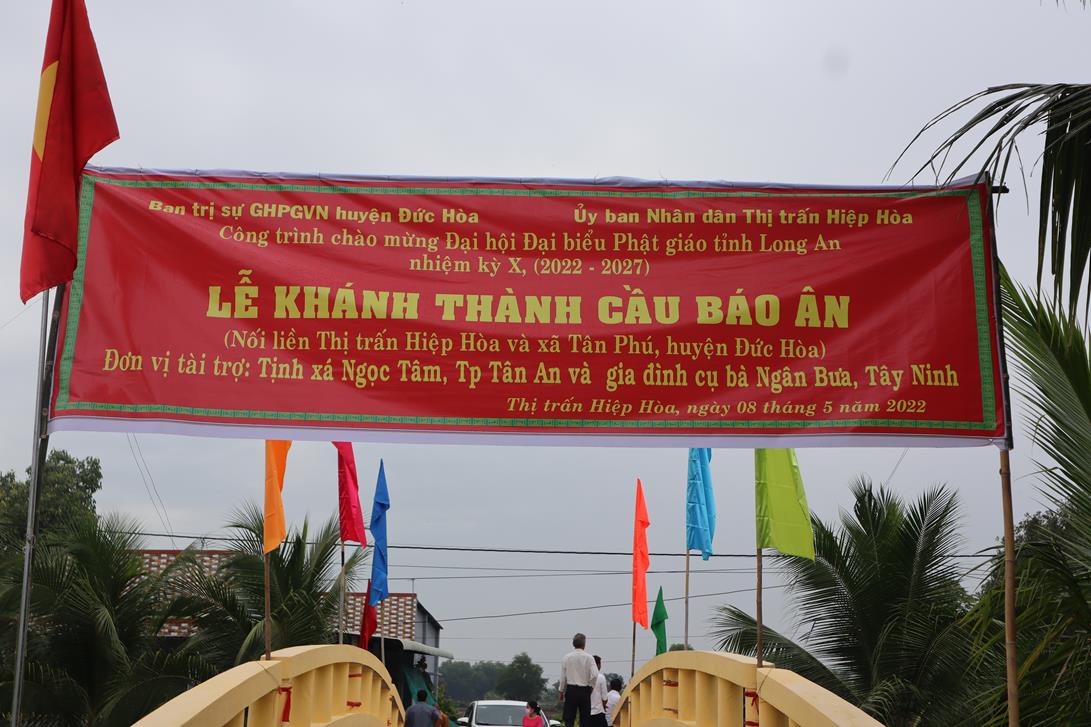 Ban trị sự GHPGVN huyện Đức Hòa Ủy ban Nhân dân Thị trấn Hiệp Hòa
Công trình chào mừng Đại hội Đại biểu Phật giáo tỉnh Long An
nhiệm kỳ X, (2022 - 2027)
LỄ KHÁNH THÀNH CẦU BÁO ÂN
(Nối liền Thị trấn Hiệp Hòa và xã Tân Phú, huyện Đức Hòa)
Đơn vị tài trợ: Tịnh xá Ngọc Tâm, Tp Tân An và gia đình cụ bà Ngân Bưa, Tây Ninh
Thị trấn Hiệp Hòa, ngày 08 tháng 5 năm 2022